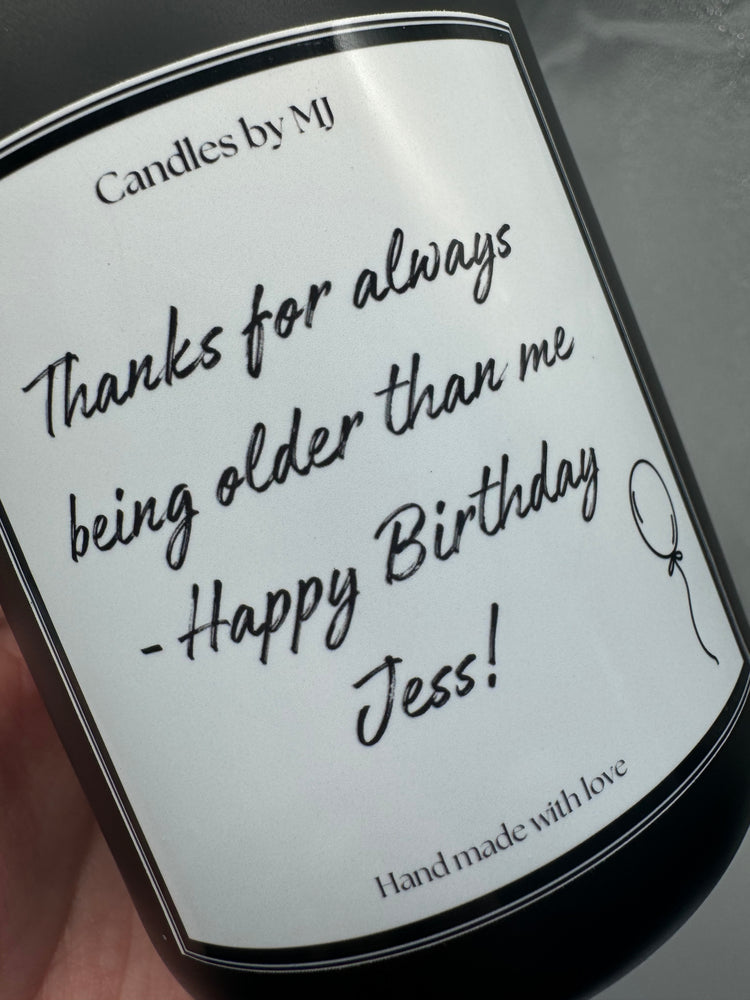 Candles by MJ
Thanks for always
being older than me
- Happy Birthday
Jess!
Hand made with love